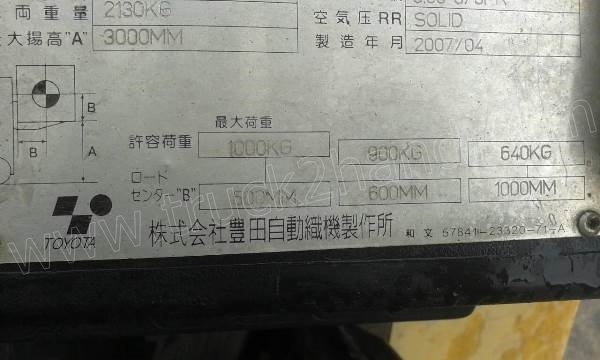 両重量 2130KG
空気圧RR SOLID
大揚高"A" 3000MM
製造年月 2007/04
最大荷重
許容荷重 1000KG 900KG 640KG
ロード
センター"B" 500MM 600MM 1000MM
B
B
A
TOYOTA
株式会社豊田自動織機製作所
和文 57841-23320-71-A